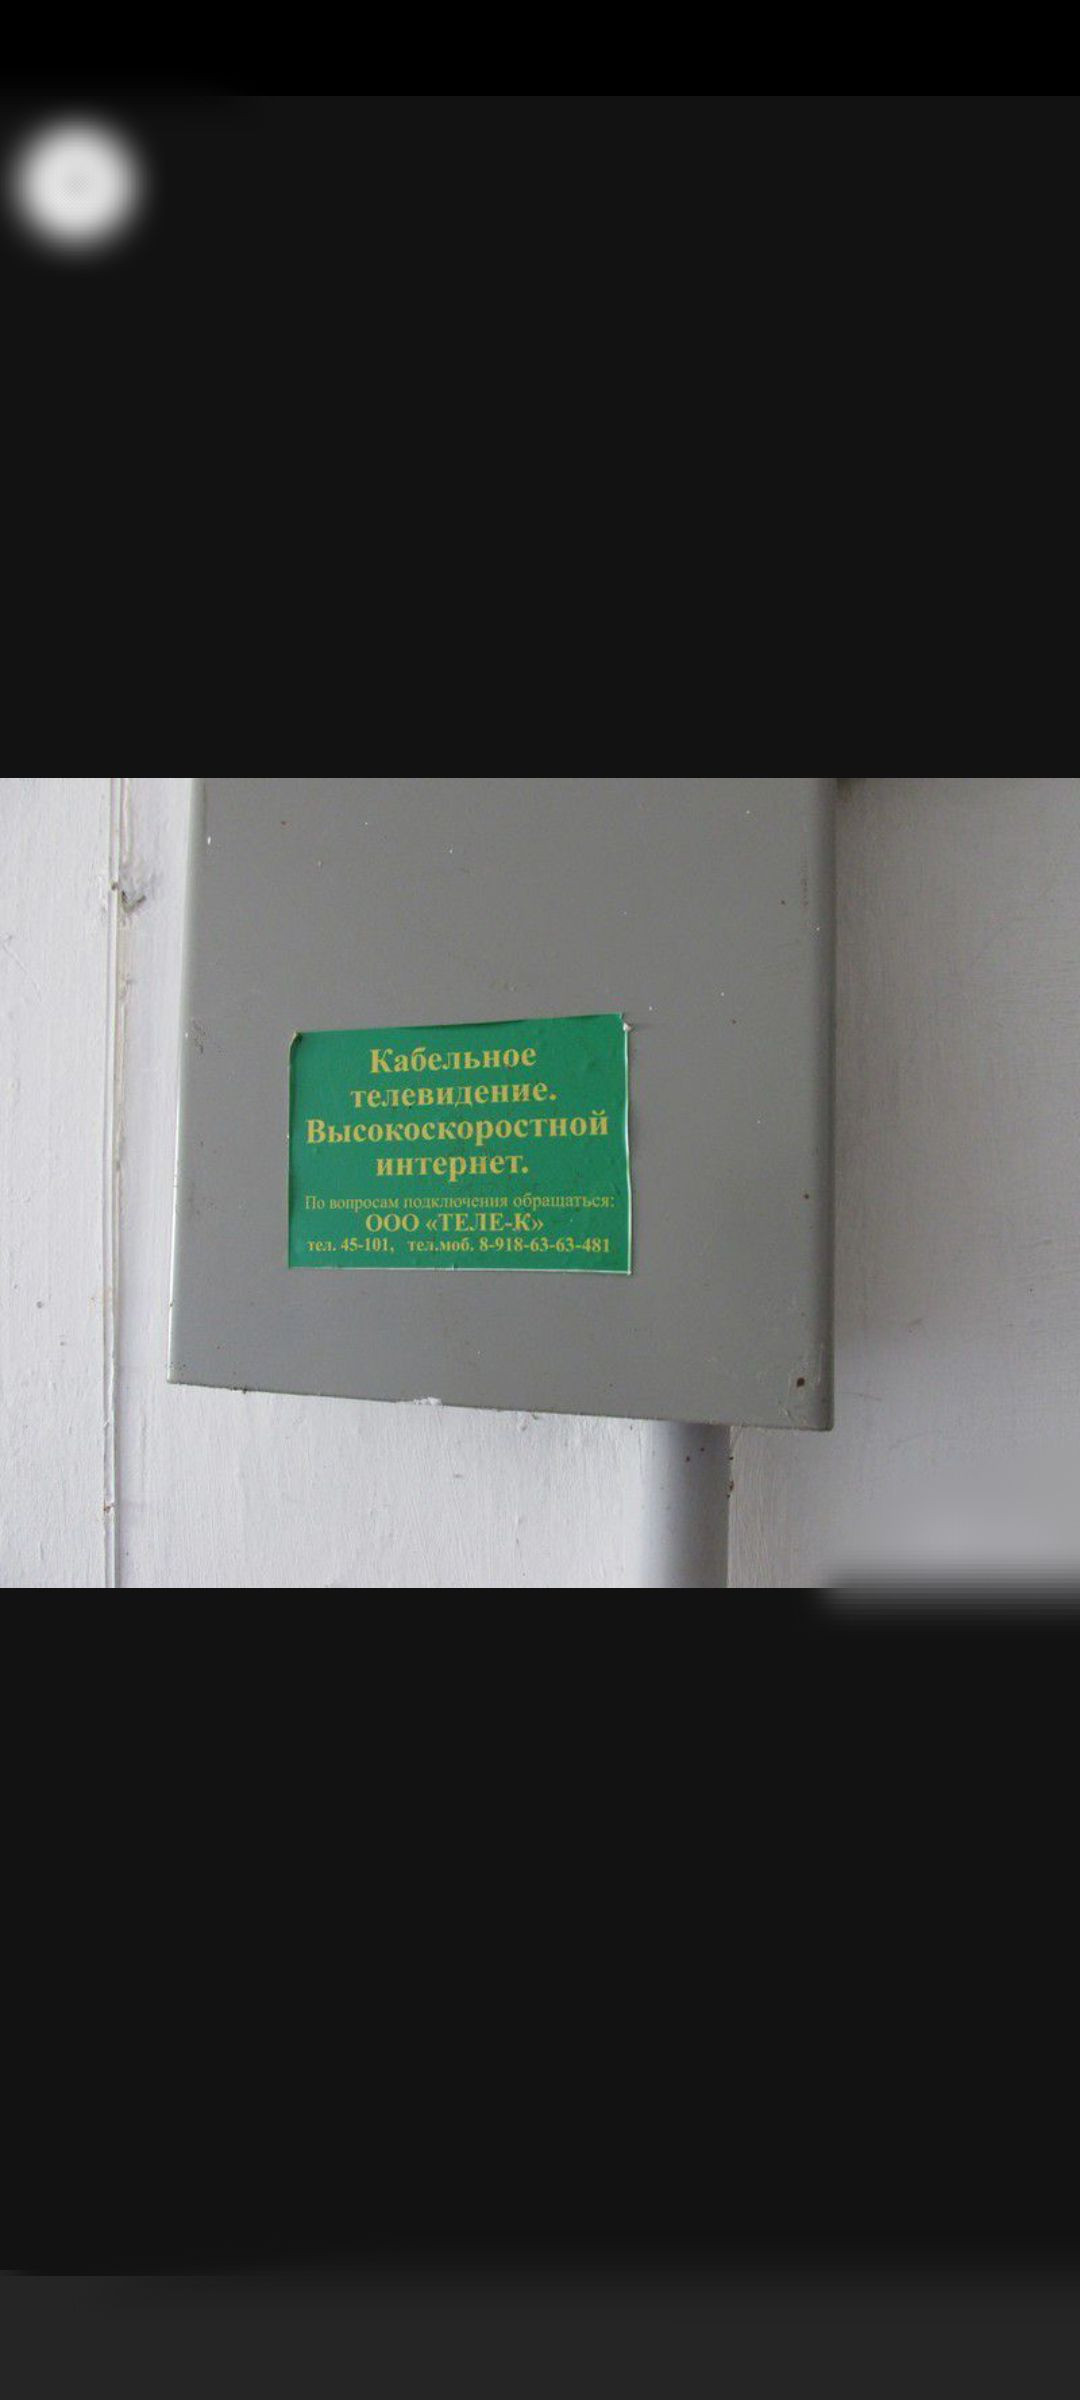 Кабельное
телевидение.
Высокоскоростной
интернет.
По вопросам подключения обращаться:
ООО «ТЕЛЕ-К»
тел. 45-101, тел.моб. 8-918-63-63-481